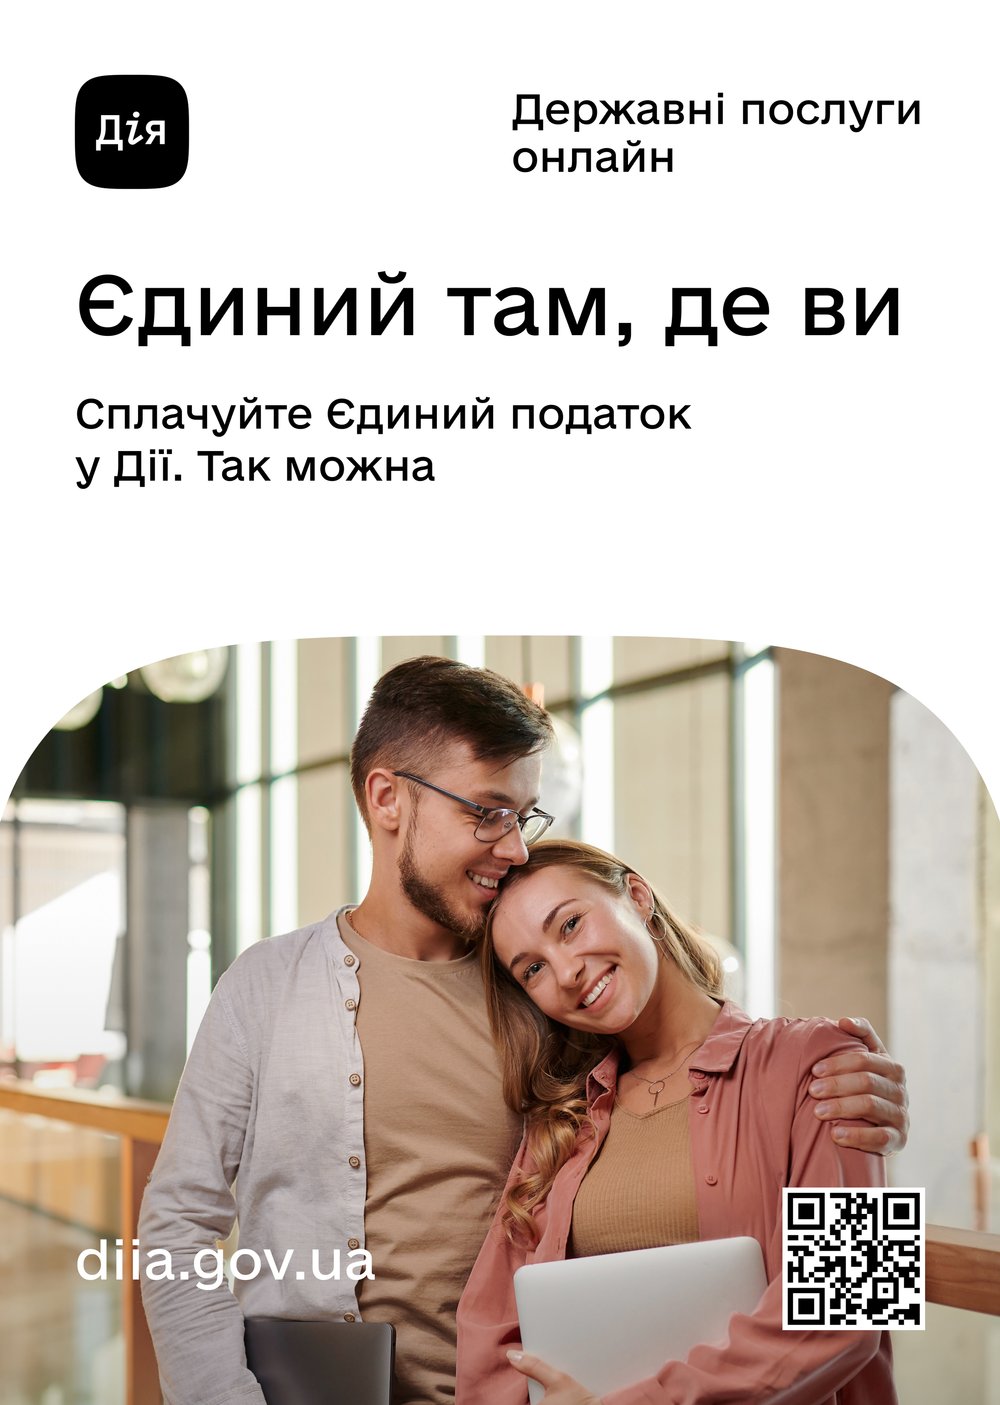 Дія
Державні послуги
онлайн
Єдиний там, де ви
Сплачуйте Єдиний податок
у Дії. Так можна
diia.gov.ua